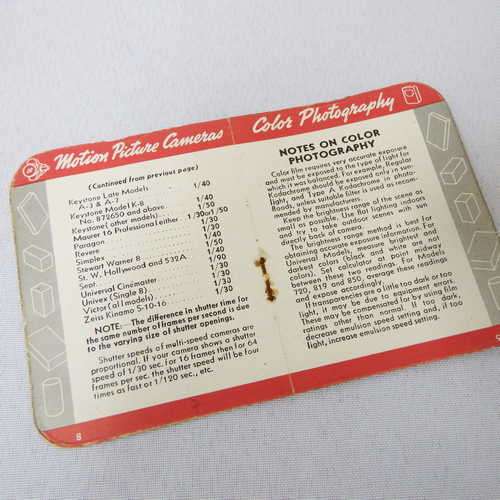 Motion Picture Cameras
(Continued from previous page)
Keystone Late Models
A-3 & A-7 1/40
Keystone Model K-8
No. 872650 and above 1/40
Keystone (other models) 1/50
Maurer 16 Professional either 1/30 or 1/50
Paragon 1/30
Revere 1/40
Simplex 1/50
Stewart Warner 8 1/40
St. W. Hollywood and 532A 1/90
Sept. 1/30
Universal Cinemater 1/30
Univex (Single 8) 1/30
Victor (all models) 1/30
Zeiss Kinamo S-10-16 1/30
NOTE:—The difference in shutter time for
the same number of frames per second is due
to the varying size of shutter openings.
Shutter speeds of multi-speed cameras are
proportional. If your camera shows a shutter
speed of 1/30 sec. for 16 frames then for 64
frames per sec. the shutter speed will be four
times as fast or 1/120 sec., etc.
8
Color Photography
NOTES ON COLOR
PHOTOGRAPHY
Color film requires very accurate exposure
and must be exposed to the type of light for
which it was balanced. For example, Regular
Kodachrome should be exposed only in sun-
light, and Type A Kodachrome, in photo-
floods, unless suitable filter is used as recom-
mended by manufacturers.
Keep the brightness range of the scene as
small as possible. Use flat lighting indoors
and try to take outdoor scenes with sun
directly back of camera.
The brightness range method is best for
obtaining accurate exposure information. For
Universal Models, measure brightest and
darkest colors (black and white are not
colors). Set calculator at point midway
between these two readings. For Models
720, 819 and 850, average these readings
and expose accordingly.
If transparencies are a little too dark or too
light, it may be due to equipment errors.
These may be compensated for by using film
ratings other than normal. If too dark,
decrease emulsion speed setting and, if too
light, increase emulsion speed setting.